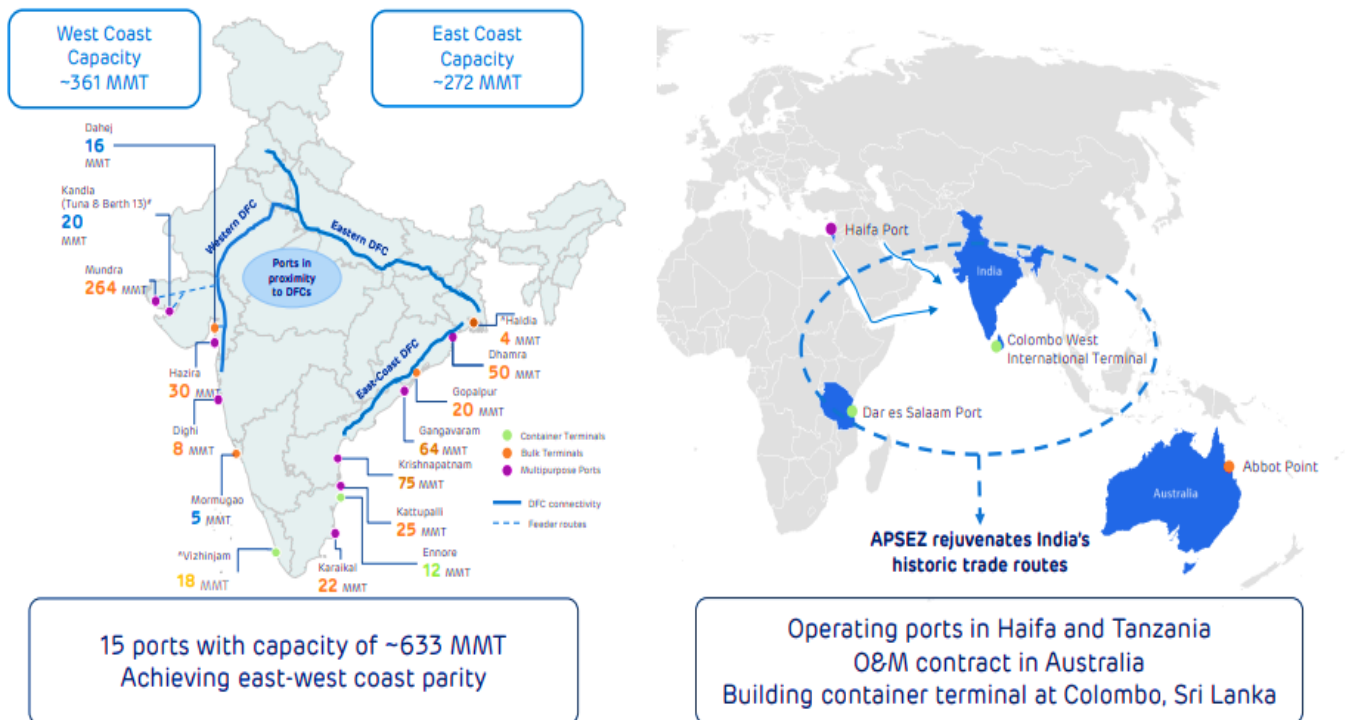 West Coast
Capacity
~361 MMT
East Coast
Capacity
~272 MMT
Dahej
16
MMT
Kandla
(Tuna & Berth 13)#
20
MMT
Mundra
264 MMT
Hazira
30 MMT
Dighi
8 MMT
Mormugao
5 MMT
#Vizhinjam
18 MMT
Western DFC
Eastern DFC
Ports in
proximity
to DFCs
East-Coast DFC
#Haldia
4 MMT
Dhamra
50 MMT
Gopalpur
20 MMT
Gangavaram
64 MMT
Krishnapatnam
75 MMT
Kattupalli
25 MMT
Ennore
12 MMT
Karaikal
22 MMT
Container Terminals
Bulk Terminals
Multipurpose Ports
DFC connectivity
Feeder routes
15 ports with capacity of ~633 MMT
Achieving east-west coast parity
Haifa Port
India
Colombo West
International Terminal
Dar es Salaam Port
Abbot Point
Australia
APSEZ rejuvenates India's
historic trade routes
Operating ports in Haifa and Tanzania
O&M contract in Australia
Building container terminal at Colombo, Sri Lanka